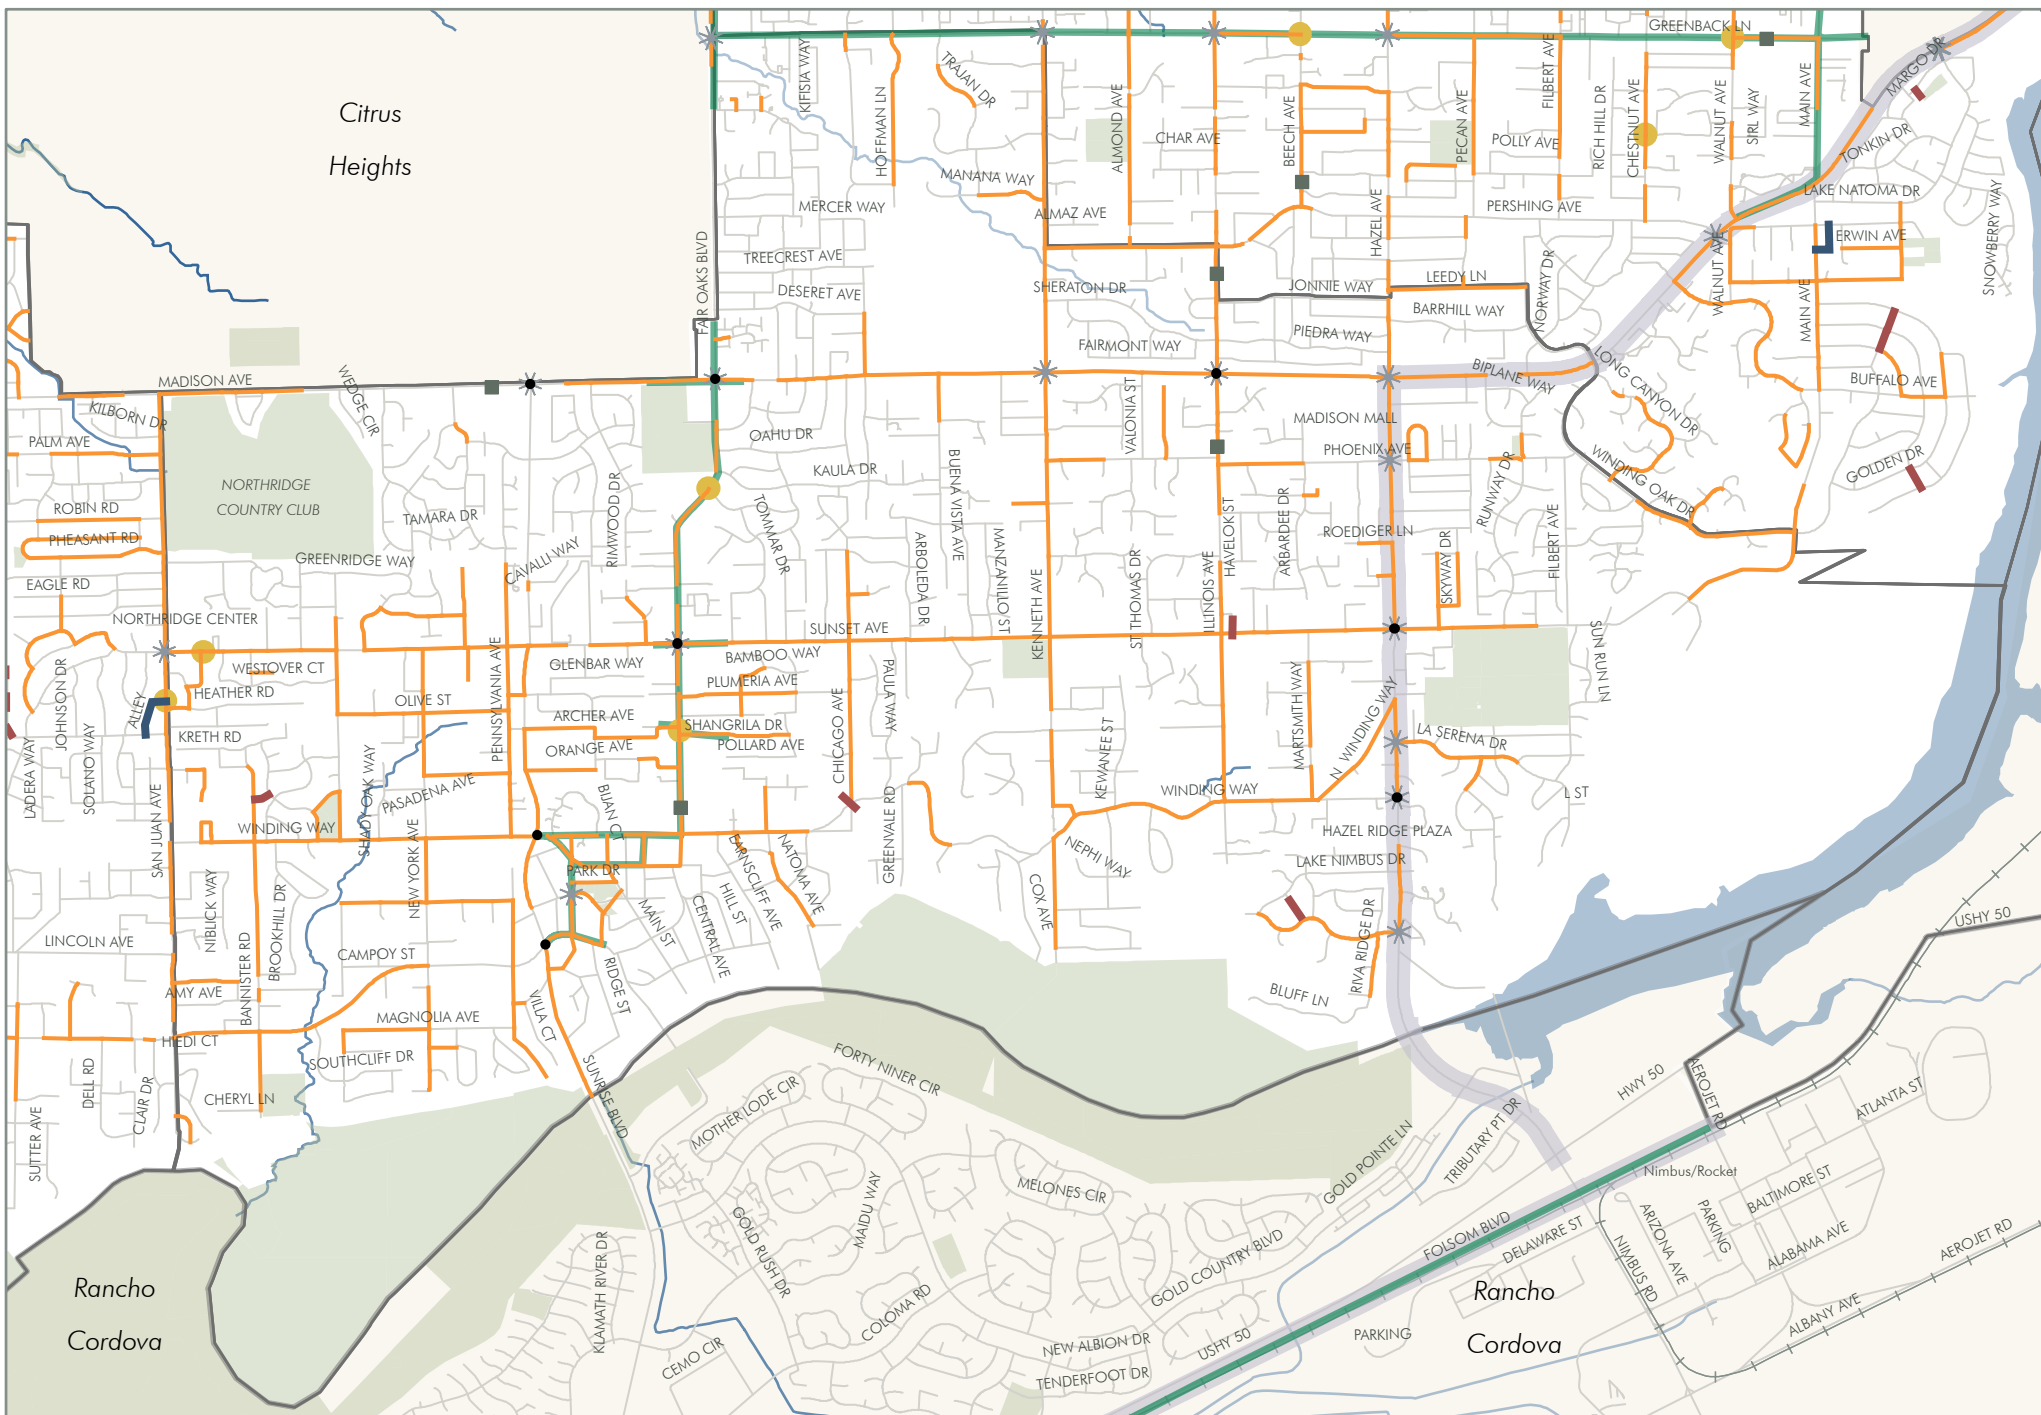 GREENBACK LN
KIFISIA WAY
TRAJAN DR
HOFFMAN LN
ALMOND AVE
CHAR AVE
BEECH AVE
PECAN AVE
FILBERT AVE
POLLY AVE
RICH HILL DR
CHESTNUT AVE
WALNUT AVE
SIRL WAY
MAIN AVE
MARGO DR
TONKIN DR
Citrus
Heights
MANANA WAY
MERCER WAY
ALMAZ AVE
HAZEL AVE
PERSHING AVE
LAKE NATOMA DR
ERWIN AVE
SNOWBERRY WAY
FAIR OAKS BLVD
TREECREST AVE
DESERET AVE
SHERATON DR
JONNIE WAY
LEEDY LN
NORWAY DR
WALNUT AVE
MAIN AVE
BARRHILL WAY
PIEDRA WAY
FAIRMONT WAY
MADISON AVE
WEDGE CIR
KILBORN DR
BIPLANE WAY
LONG CANYON DR
BUFFALO AVE
PALM AVE
OAHU DR
KAULA DR
VALONIA ST
MADISON MALL
PHOENIX AVE
WINDING OAK DR
GOLDEN DR
NORTHRIDGE
COUNTRY CLUB
ROBIN RD
PHEASANT RD
TAMARA DR
RIMWOOD DR
TOMMAR DR
BUENA VISTA AVE
ARBOLEDA DR
MANZANILLO ST
KENNETH AVE
ST THOMAS DR
ILLINOIS AVE
HAVELOK ST
ARBARDEE DR
ROEDIGER LN
RUNWAY DR
SKYWAY DR
FILBERT AVE
GREENRIDGE WAY
CAVALLI WAY
EAGLE RD
NORTHRIDGE CENTER
SUNSET AVE
SUN RUN LN
WESTOVER CT
GLENBAR WAY
BAMBOO WAY
PLUMERIA AVE
HEATHER RD
OLIVE ST
PENNSYLVANIA AVE
ALLEY
JOHNSON DR
SOLANO WAY
LADERA WAY
KRETH RD
ARCHER AVE
SHANGRILA DR
ORANGE AVE
POLLARD AVE
CHICAGO AVE
PAULA WAY
KEWANEE ST
MARTSMITH WAY
N WINDING WAY
LA SERENA DR
SHADY OAK WAY
PASADENA AVE
BIJAN CT
GREENVALE RD
WINDING WAY
L ST
SAN JUAN AVE
WINDING WAY
NEW YORK AVE
PARK DR
EARNSCLIFF AVE
NATOMA AVE
HAZEL RIDGE PLAZA
NEPHI WAY
LAKE NIMBUS DR
COX AVE
NIBLICK WAY
BROOKHILL DR
MAIN ST
CENTRAL AVE
HILL ST
RIVA RIDGE DR
USHY 50
LINCOLN AVE
BANNISTER RD
CAMPOY ST
RIDGE ST
AMY AVE
VILLA CT
BLUFF LN
MAGNOLIA AVE
HIEDI CT
SOUTHCLIFF DR
DELL RD
CLAIR DR
CHERYL LN
SUTTER AVE
SUNRISE BLVD
FORTY NINER CIR
MOTHER LODE CIR
HWY 50
AEROJET RD
ATLANTA ST
TRIBUTARY PT DR
GOLD POINTE LN
Nimbus/Rocket
MELONES CIR
MAIDU WAY
GOLD RUSH DR
BALTIMORE ST
PARKING
ARIZONA AVE
ALABAMA AVE
AEROJET RD
FOLSOM BLVD
DELAWARE ST
NIMBUS RD
GOLD COUNTRY BLVD
KLAMATH RIVER DR
COLOMA RD
Rancho
Cordova
Rancho
Cordova
ALBANY AVE
PARKING
USHY 50
NEW ALBION DR
CEMO CIR
TENDERFOOT DR